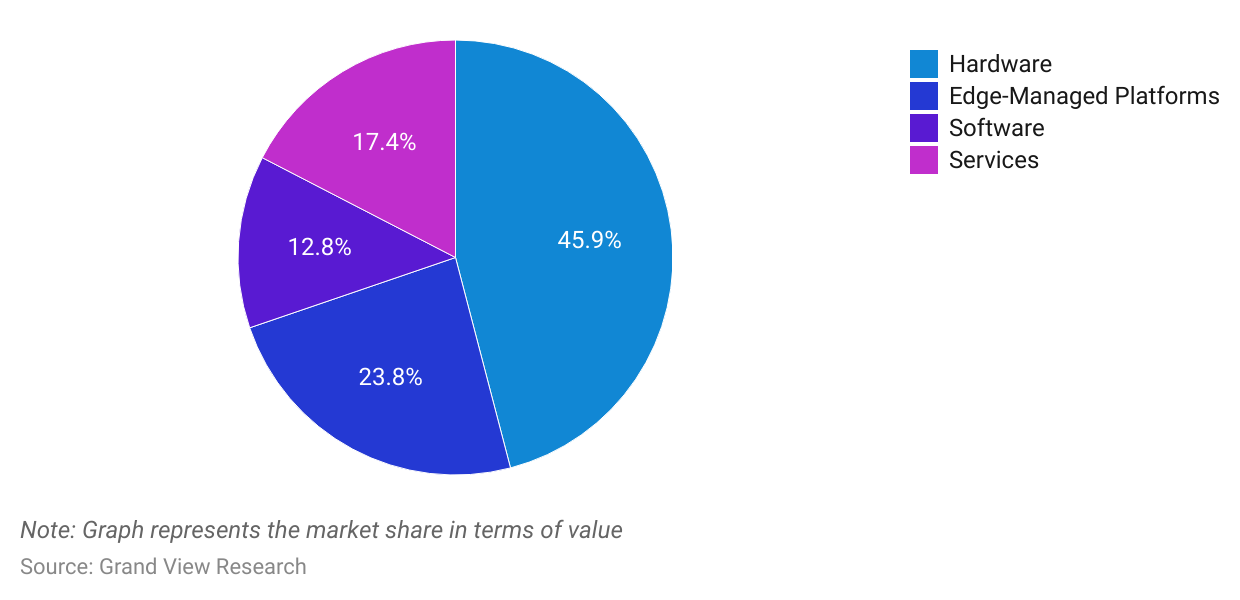 Hardware
Edge-Managed Platforms
Software
Services
17.4%
45.9%
12.8%
23.8%
Note: Graph represents the market share in terms of value
Source: Grand View Research